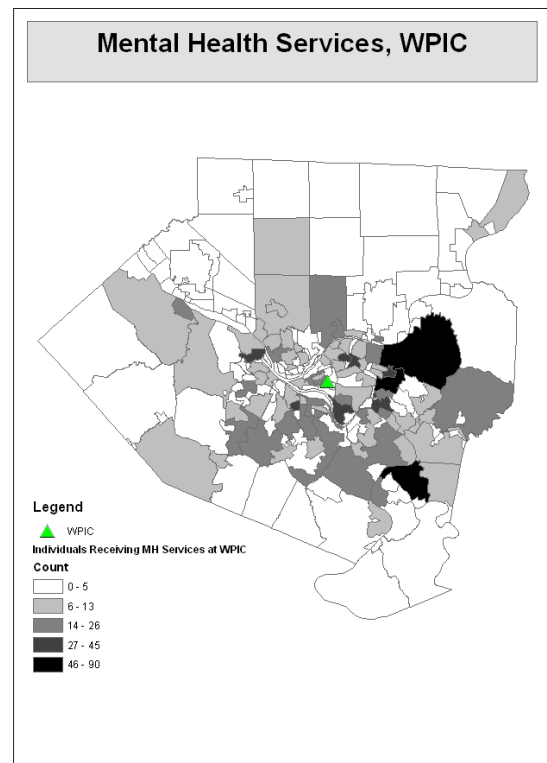 Mental Health Services, WPIC
Legend
WPIC
Individuals Receiving MH Services at WPIC
Count
0 - 5
6 - 13
14 - 26
27 - 45
46 - 90